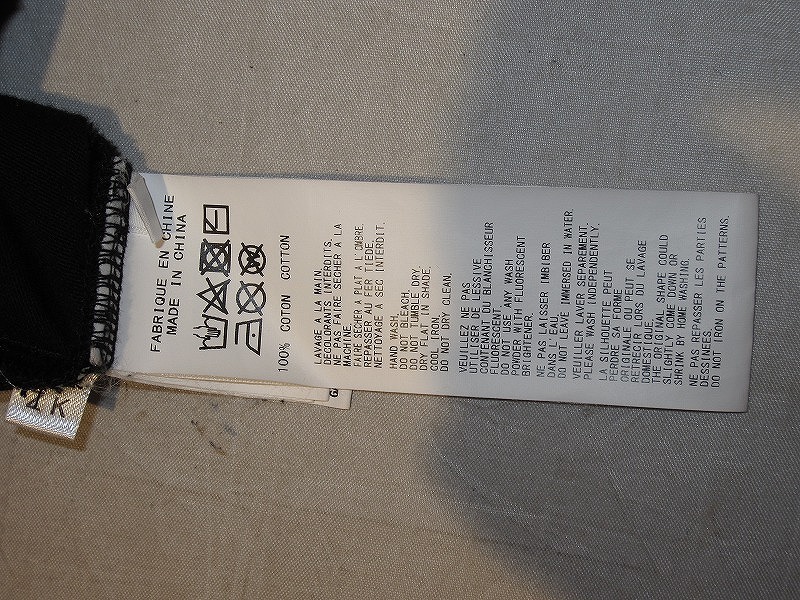 FABRIQUE EN CHINE
MADE IN CHINA
100% COTON COTTON
LAVAGE A LA MAIN.
DECOLORANTS INTERDITS.
NE PAS FAIRE SECHER A LA
MACHINE.
FAIRE SECHER A PLAT A L'OMBRE.
REPASSER AU FER TIEDE.
NETTOYAGE A SEC INTERDIT.
HAND WASH.
DO NOT BLEACH.
DO NOT TUMBLE DRY.
DRY FLAT IN SHADE.
COOL IRON.
DO NOT DRY CLEAN.
VEUILLEZ NE PAS
UTILISER DE LESSIVE
CONTENANT DU BLANCHISSEUR
FLUORESCENT.
DO NOT USE ANY WASH
POWDER WITH FLUORESCENT
BRIGHTENER.
NE PAS LAISSER IMBIBER
DANS L'EAU.
DO NOT LEAVE IMMERSED IN WATER.
VEUILLER LAVER SEPAREMENT.
PLEASE WASH INDEPENDENTLY.
LA SILHOUETTE PEUT
PERDRE SA FORME
ORIGINAL OU PEUT SE
RETRECIR LORS DU LAVAGE
DOMESTIQUE.
THE ORIGINAL SHAPE COULD
SLIGHTLY COME DOWN OR
SHRINK BY HOME WASHING.
NE PAS REPASSER LES PARTIES
DESSINEES.
DO NOT IRON ON THE PATTERNS.